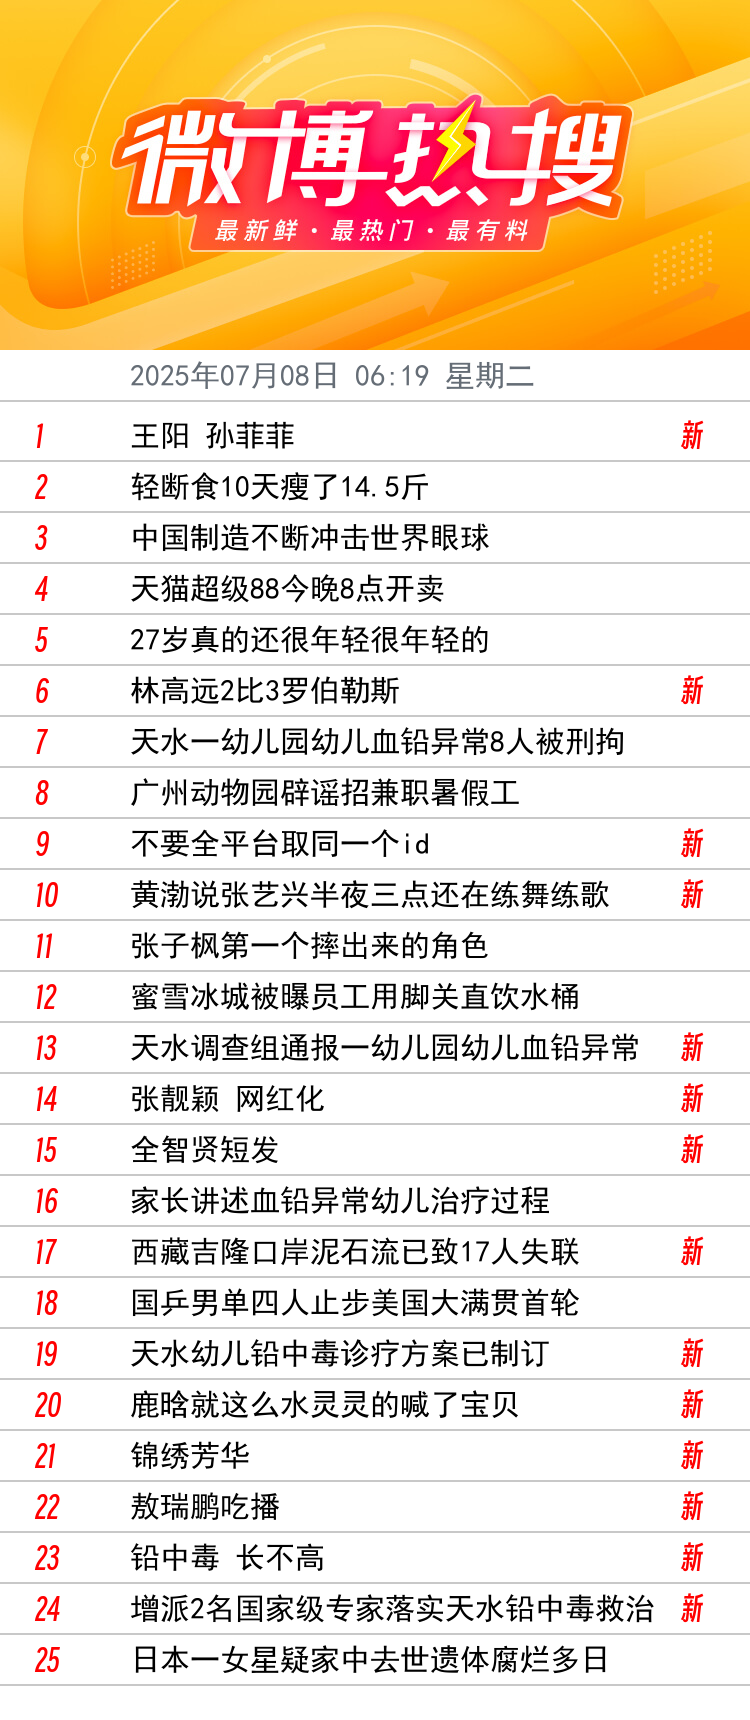 微博热搜
最新鲜·最热门·最有料
2025年07月08日 06:19 星期二
1 王阳 孙菲菲 新
2 轻断食10天瘦了14.5斤
3 中国制造不断冲击世界眼球
4 天猫超级88今晚8点开卖
5 27岁真的还很年轻很年轻的
6 林高远2比3罗伯勒斯 新
7 天水一幼儿园幼儿血铅异常8人被刑拘
8 广州动物园辟谣招兼职暑假工
9 不要全平台取同一个id 新
10 黄渤说张艺兴半夜三点还在练舞练歌 新
11 张子枫第一个摔出来的角色
12 蜜雪冰城被曝员工用脚关直饮水桶
13 天水调查组通报一幼儿园幼儿血铅异常 新
14 张靓颖 网红化 新
15 全智贤短发 新
16 家长讲述血铅异常幼儿治疗过程
17 西藏吉隆口岸泥石流已致17人失联 新
18 国乒男单四人止步美国大满贯首轮
19 天水幼儿铅中毒诊疗方案已制订 新
20 鹿晗就这么水灵灵的喊了宝贝 新
21 锦绣芳华 新
22 敖瑞鹏吃播 新
23 铅中毒 长不高 新
24 增派2名国家级专家落实天水铅中毒救治 新
25 日本一女星疑家中去世遗体腐烂多日